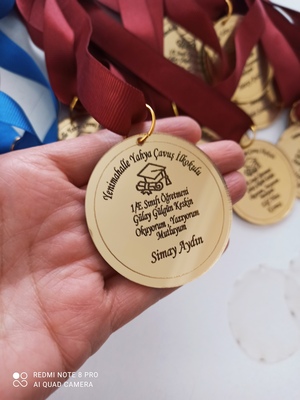 Yenimahalle Yahya Çavuş İlkokulu
1/E Sınıfı Öğretmeni
Gülay Gülgün Keskin
Okuyorum, Yazıyorum
Mutluyum
Simay Aydın
REDMI NOTE 8 PRO
AI QUAD CAMERA